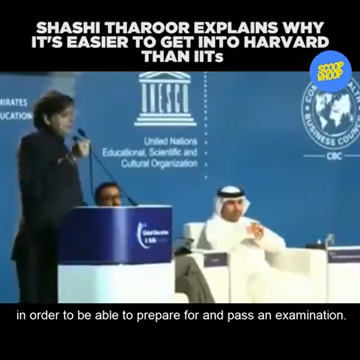 SHASHI THAROOR EXPLAINS WHY
IT'S EASIER TO GET INTO HARVARD
THAN IITs
SCOOP
WHOOP
EMIRATES
EDUCATION
UNESCO
United Nations
Educational, Scientific and
Cultural Organization
BUSINESS COUNCIL
CBC
Global Education
& Skills
in order to be able to prepare for and pass an examination.